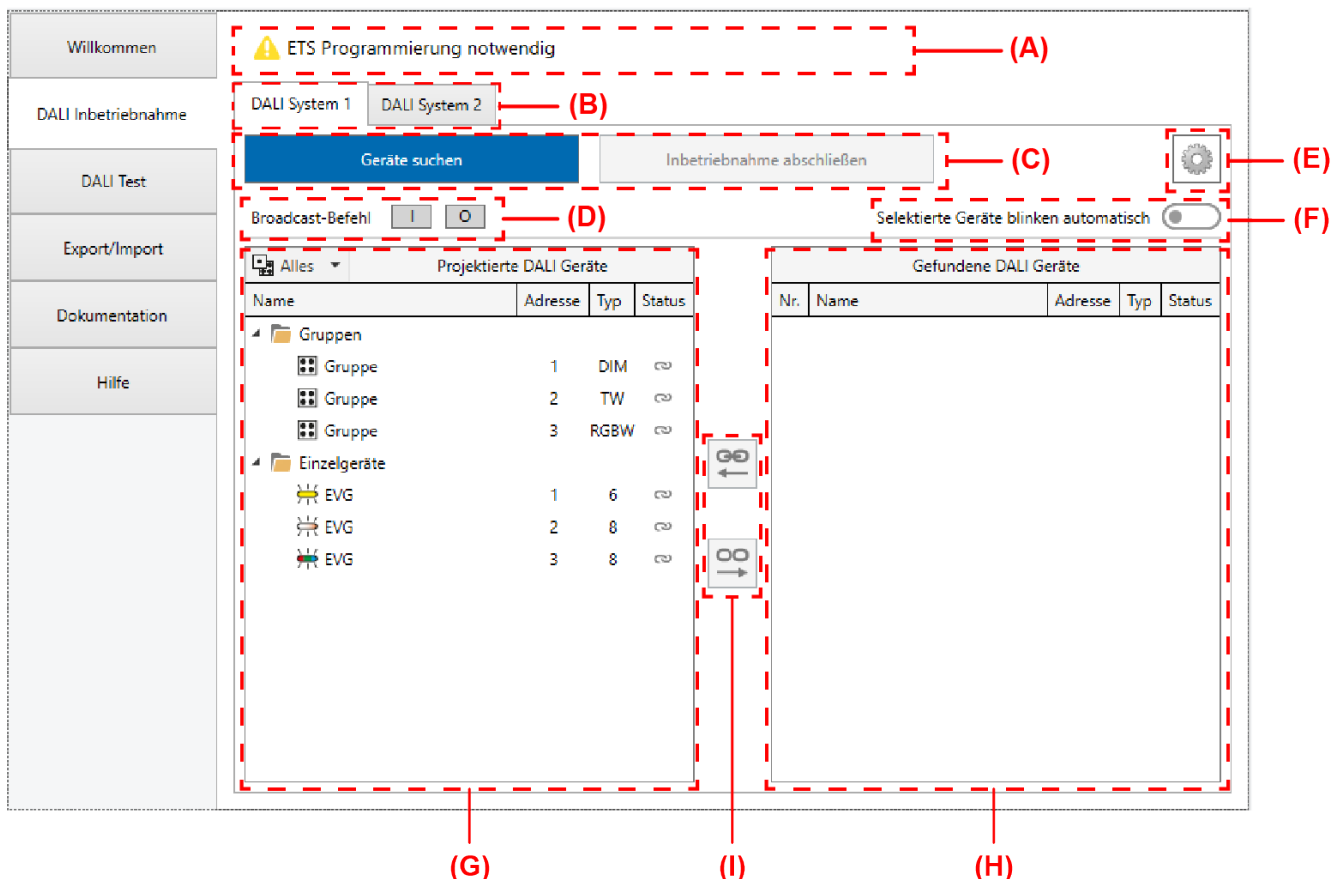 Willkommen
DALI Inbetriebnahme
DALI Test
Export/Import
Dokumentation
Hilfe
ETS Programmierung notwendig
(A)
DALI System 1 DALI System 2
(B)
Geräte suchen Inbetriebnahme abschließen
(C)
(E)
Broadcast-Befehl I O
(D)
Selektierte Geräte blinken automatisch
(F)
Alles Projektierte DALI Geräte
Name Adresse Typ Status
Gruppen
Gruppe 1 DIM
Gruppe 2 TW
Gruppe 3 RGBW
Einzelgeräte
EVG 1 6
EVG 2 8
EVG 3 8
Gefundene DALI Geräte
Nr. Name Adresse Typ Status
(G) (I) (H)